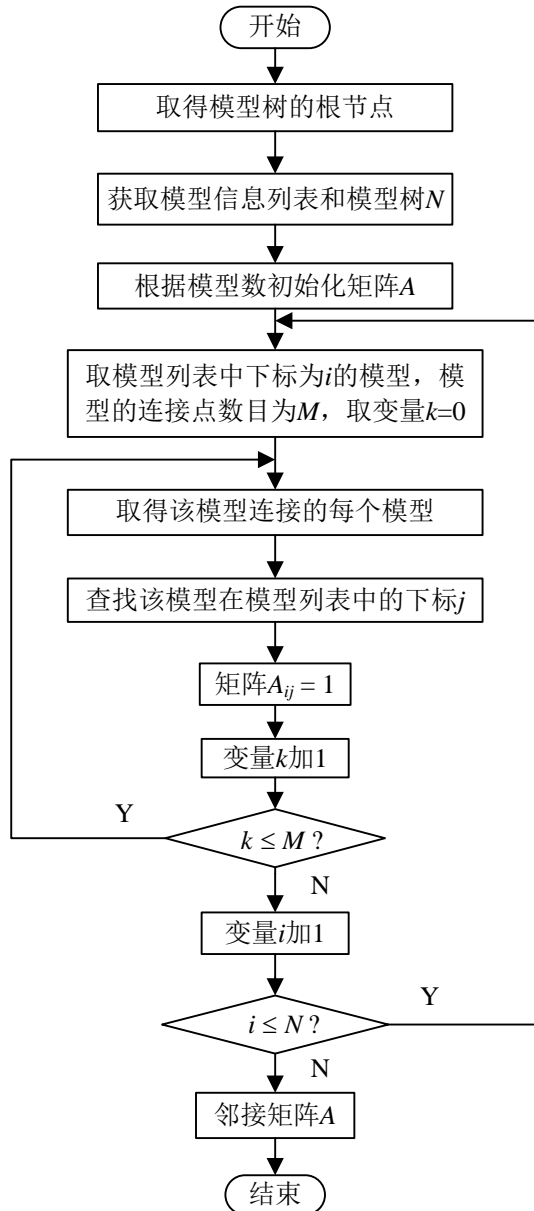 开始
取得模型树的根节点
获取模型信息列表和模型树N
根据模型数初始化矩阵A
取模型列表中下标为i的模型，模
型的连接点数目为M，取变量k=0
取得该模型连接的每个模型
查找该模型在模型列表中的下标j
矩阵Aij = 1
变量k加1
Y
k ≤ M ?
N
变量i加1
Y
i ≤ N ?
N
邻接矩阵A
结束